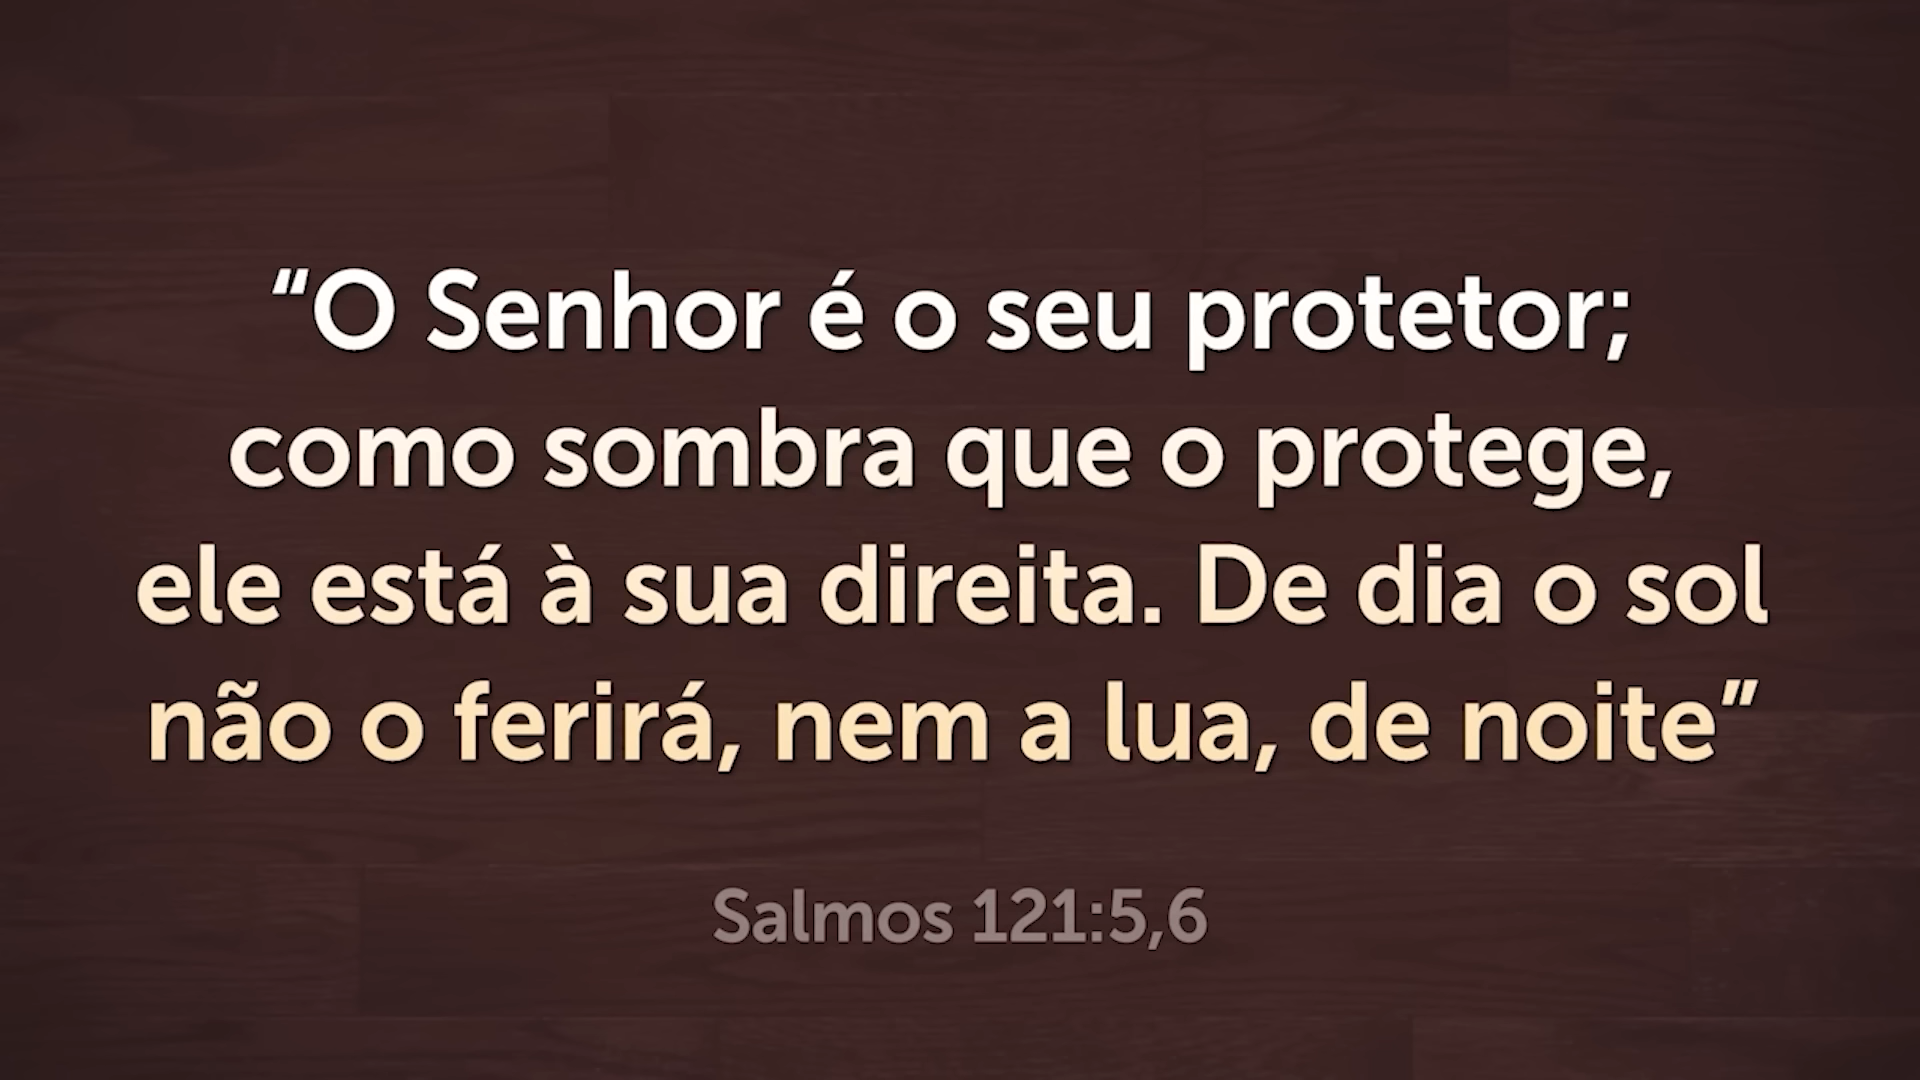 “O Senhor é o seu protetor;
como sombra que o protege,
ele está à sua direita. De dia o sol
não o ferirá, nem a lua, de noite”
Salmos 121:5,6